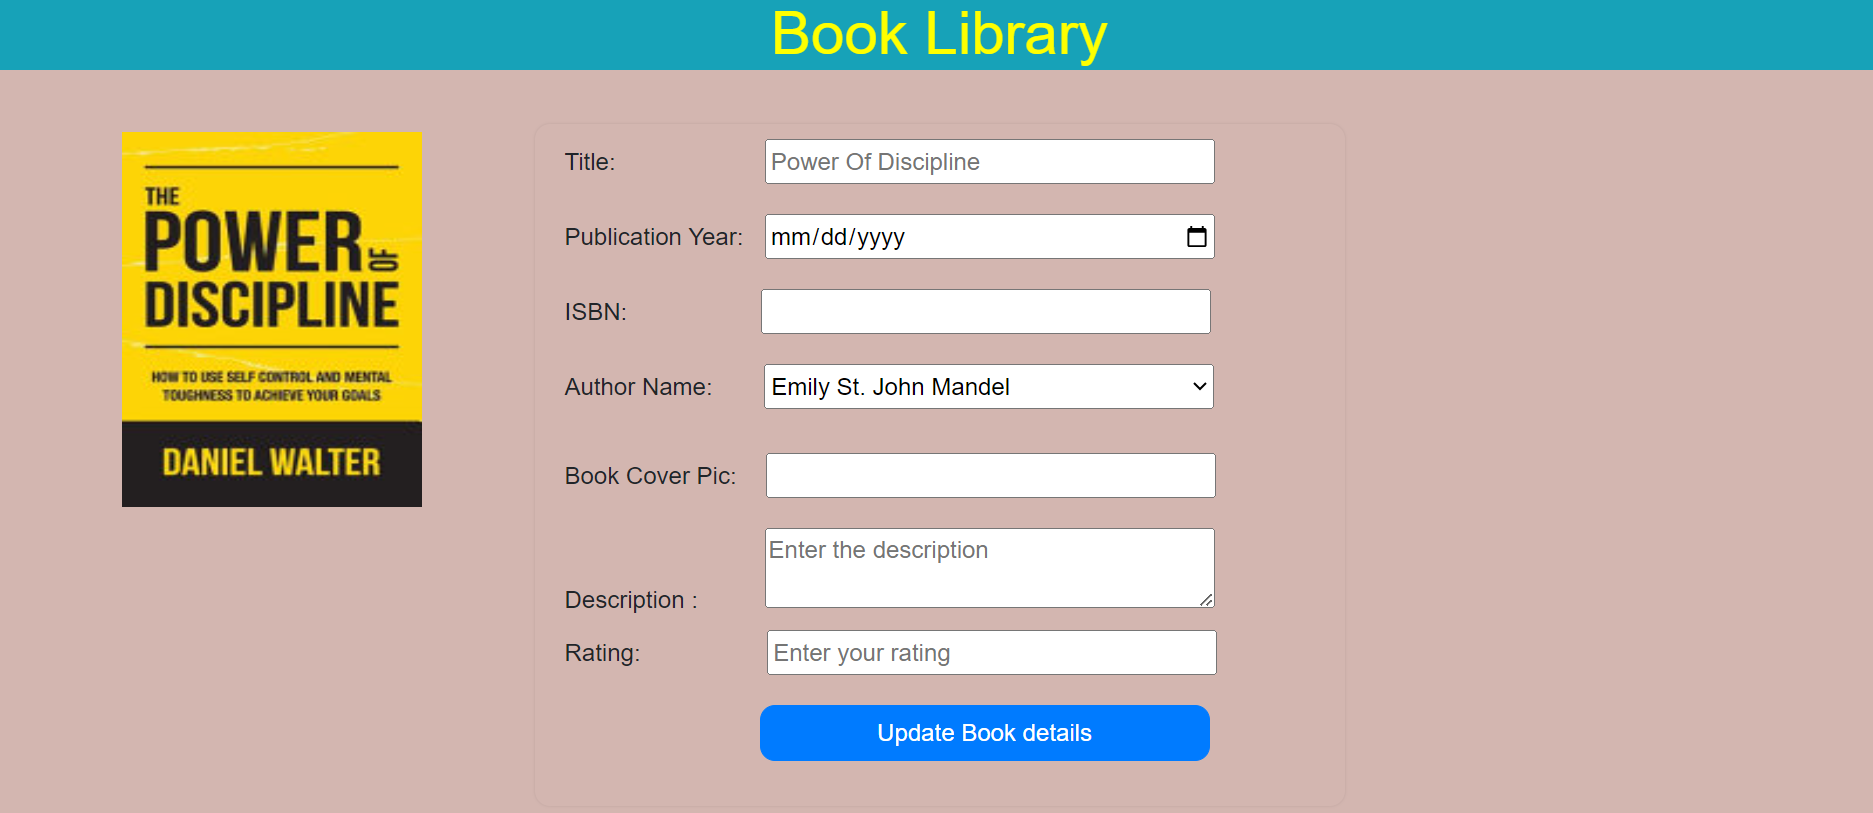 Book Library
THE
POWER OF
DISCIPLINE
HOW TO USE SELF CONTROL AND MENTAL
TOUGHNESS TO ACHIEVE YOUR GOALS
DANIEL WALTER
Title: Power Of Discipline
Publication Year: mm/dd/yyyy
ISBN:
Author Name: Emily St. John Mandel
Book Cover Pic:
Enter the description
Description :
Rating: Enter your rating
Update Book details